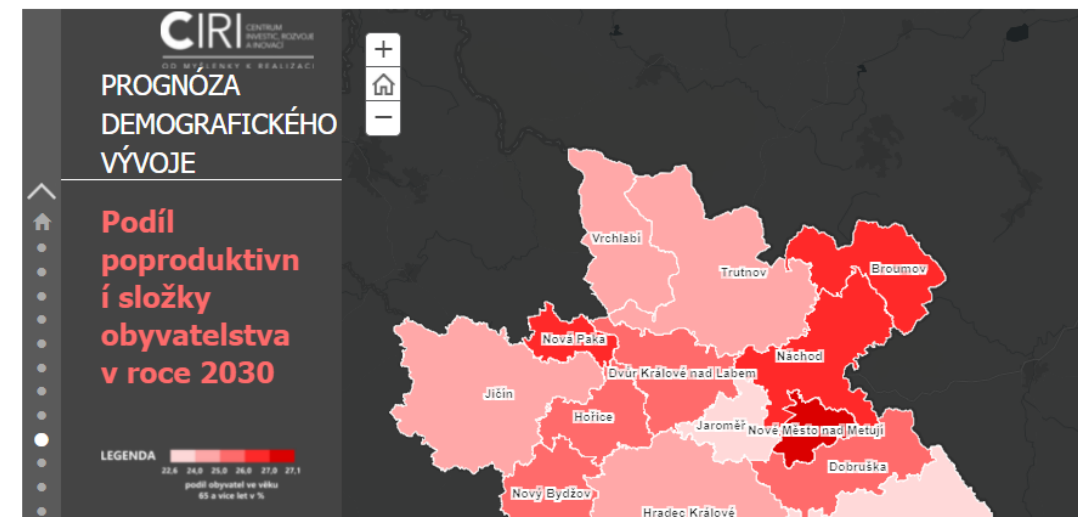 CIRI
CENTRUM
INVESTIC, ROZVOJE
A INOVACÍ
OD MYŠLENKY K REALIZACI
PROGNÓZA
DEMOGRAFICKÉHO
VÝVOJE
Podíl
poproduktivn
í složky
obyvatelstva
v roce 2030
LEGENDA
22,6 24,0 25,0 26,0 27,0 27,1
podíl obyvatel ve věku
65 a více let v %
+
−
Vrchlabí
Trutnov
Broumov
Nová Paka
Náchod
Dvůr Králové nad Labem
Jičín
Hořice
Jaroměř
Nové Město nad Metují
Dobruška
Nový Bydžov
Hradec Králové